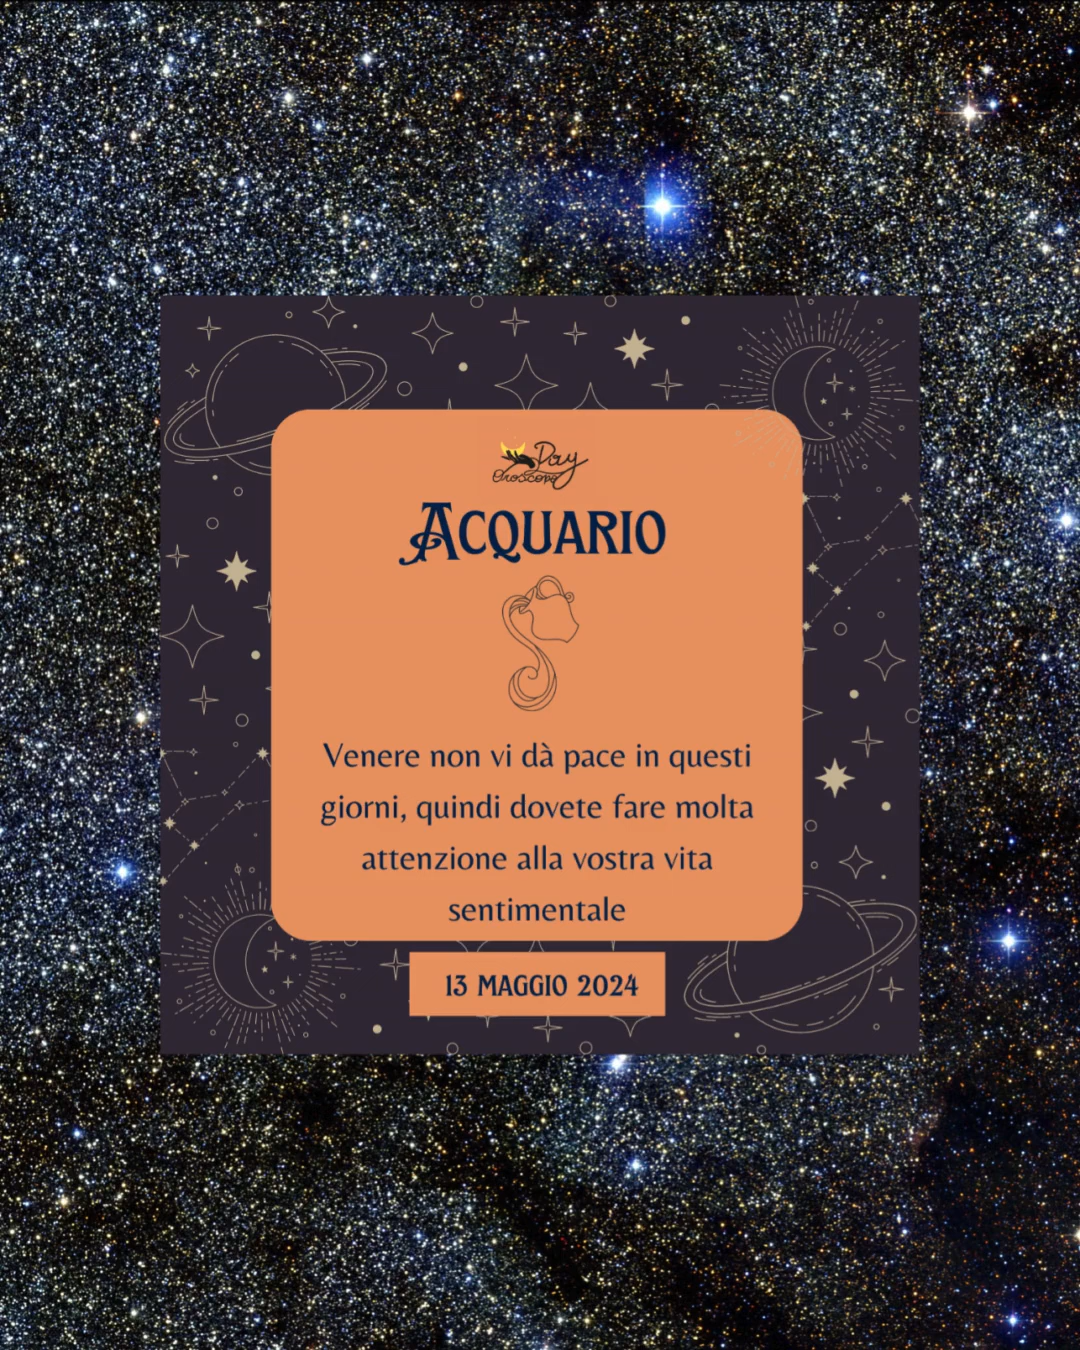 Day
Oroscopo
Acquario
Venere non vi dà pace in questi
giorni, quindi dovete fare molta
attenzione alla vostra vita
sentimentale
13 MAGGIO 2024